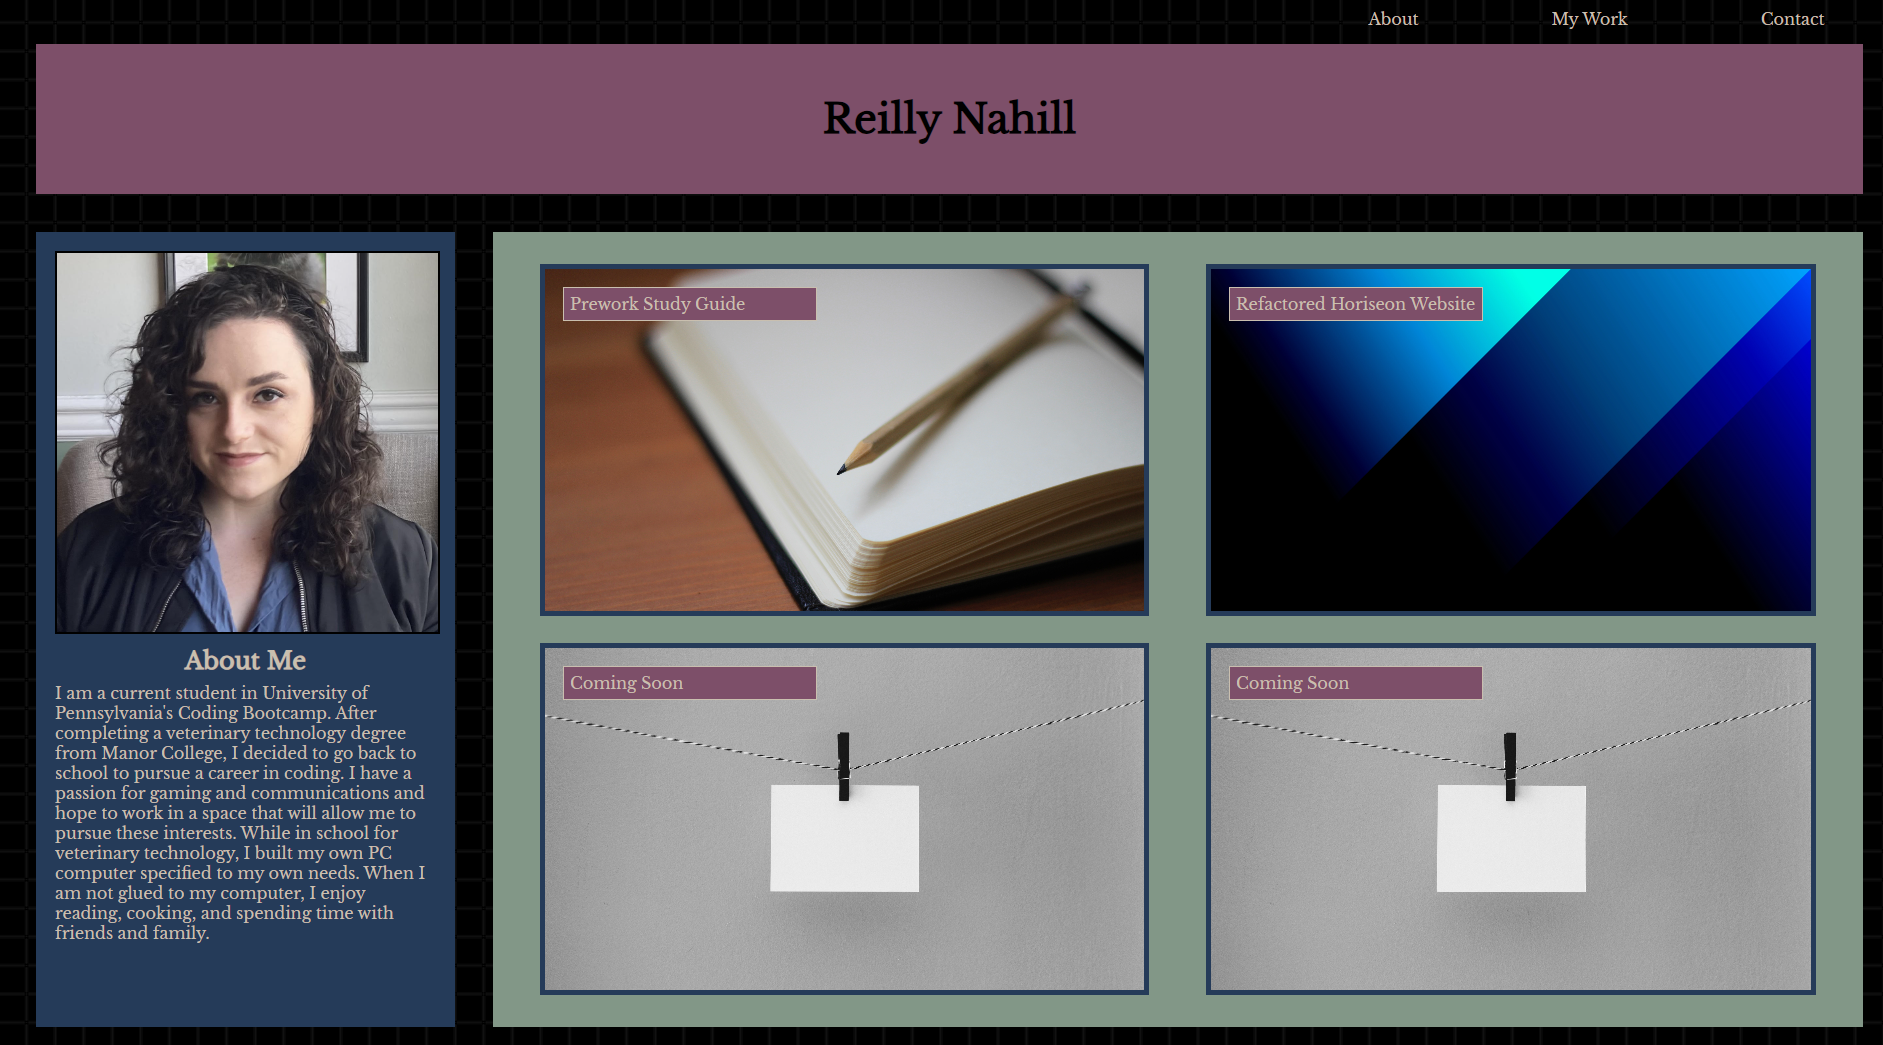 About
My Work
Contact
Reilly Nahill
Prework Study Guide
Refactored Horiseon Website
Coming Soon
Coming Soon
About Me
I am a current student in University of
Pennsylvania's Coding Bootcamp. After
completing a veterinary technology degree
from Manor College, I decided to go back to
school to pursue a career in coding. I have a
passion for gaming and communications and
hope to work in a space that will allow me to
pursue these interests. While in school for
veterinary technology, I built my own PC
computer specified to my own needs. When I
am not glued to my computer, I enjoy
reading, cooking, and spending time with
friends and family.